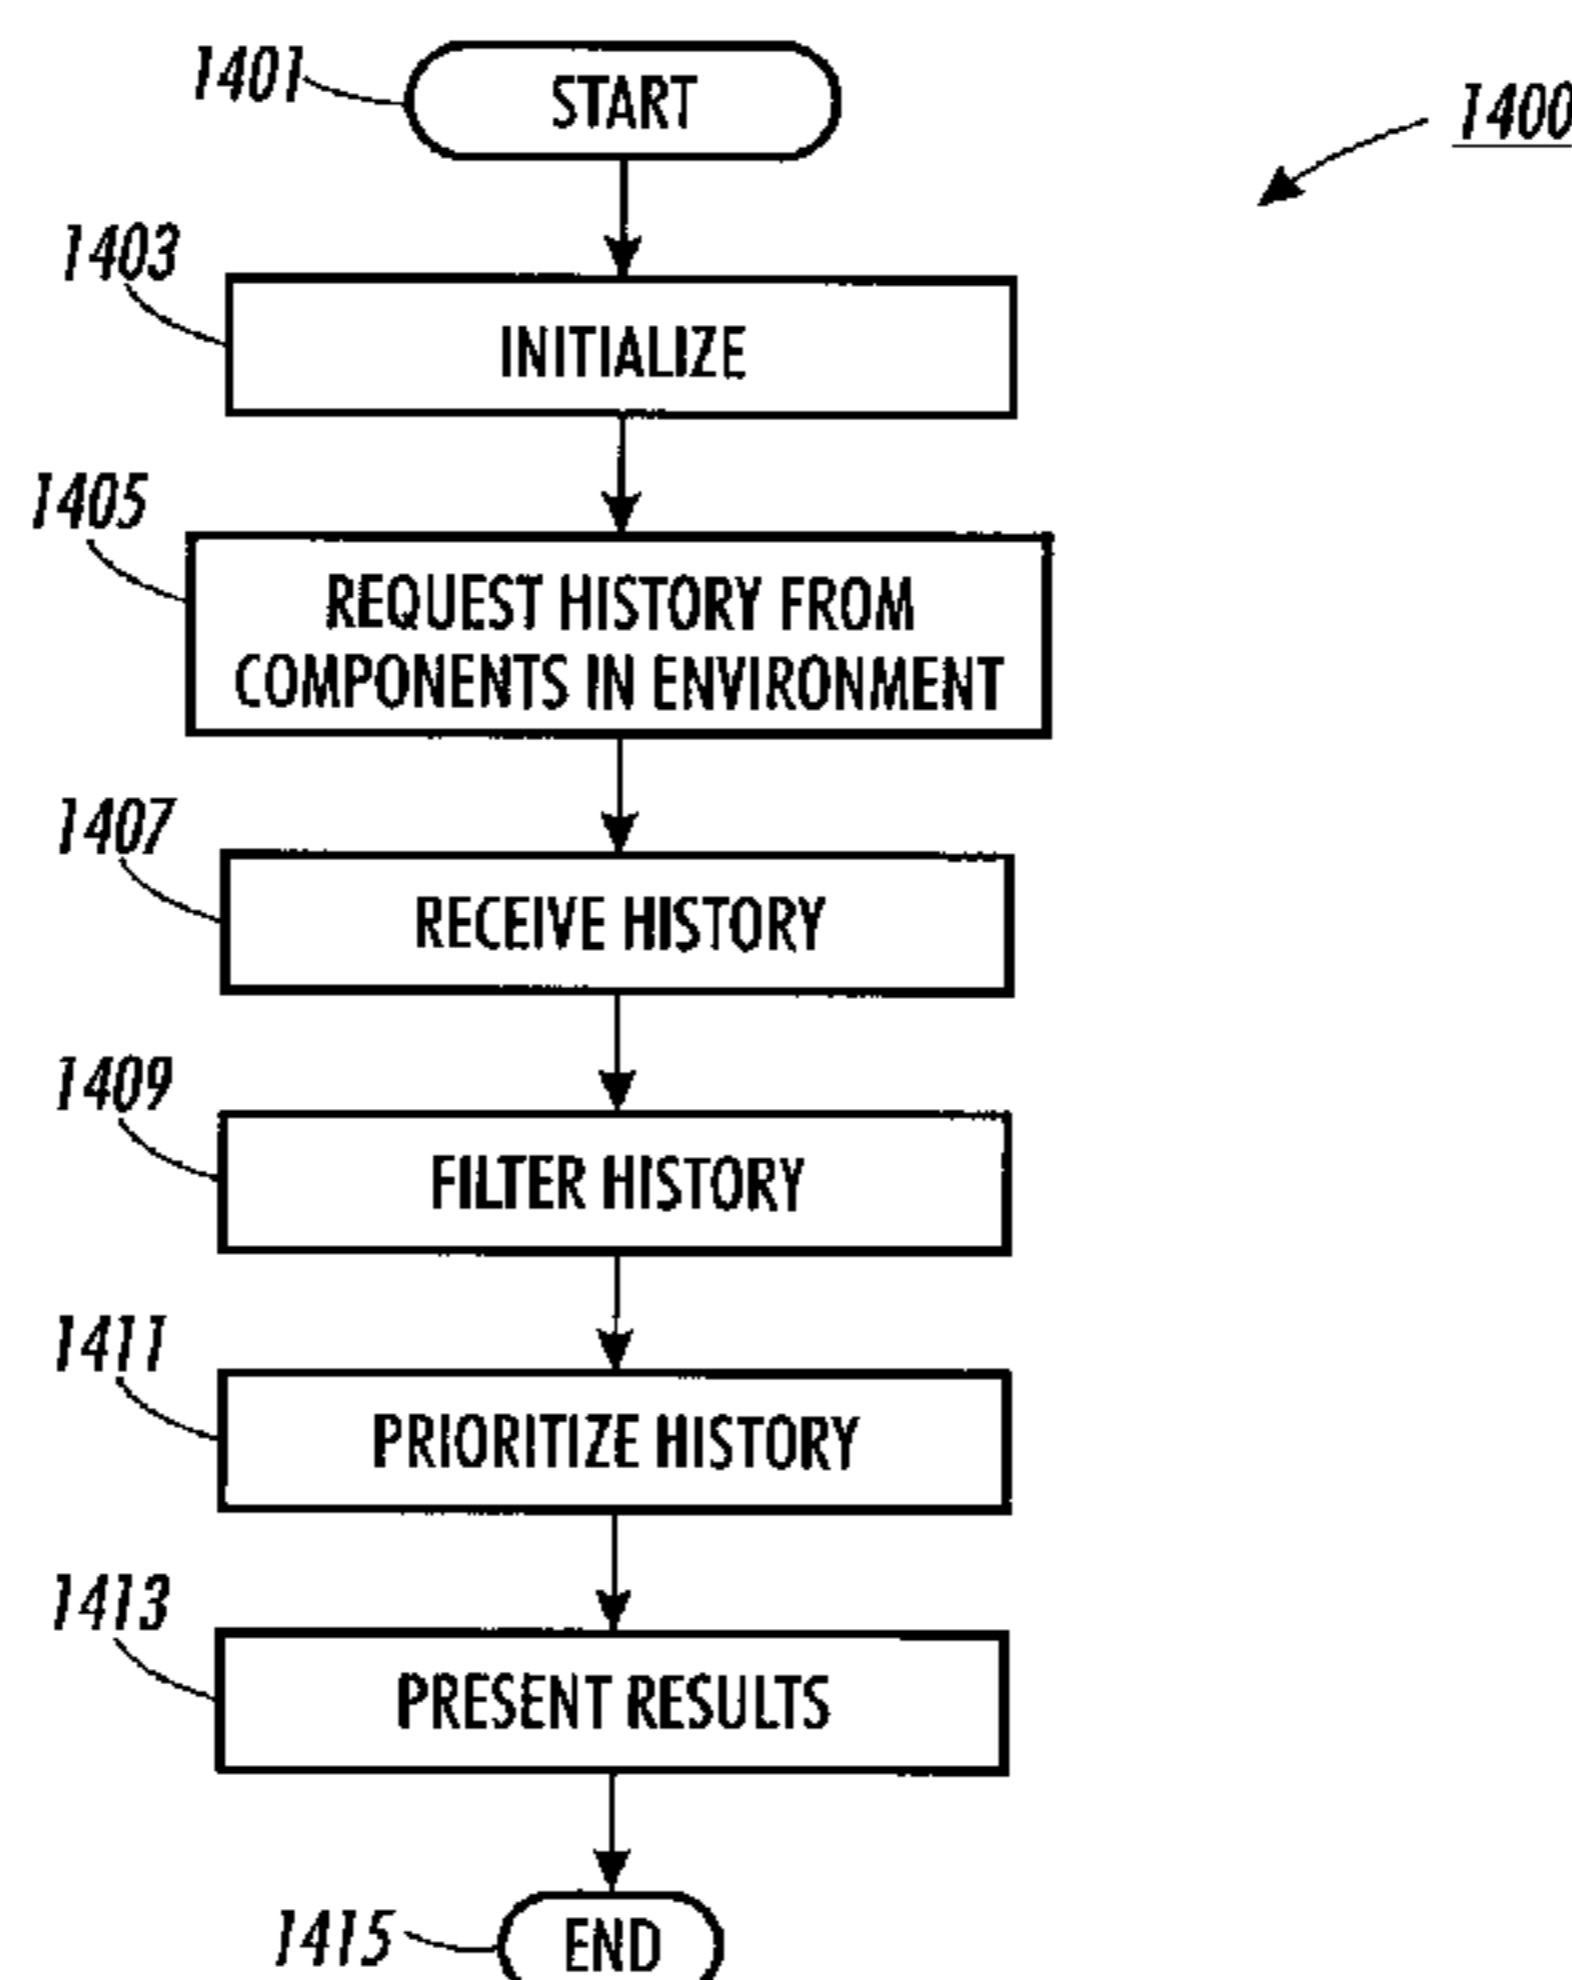 1401
START
1400
1403
INITIALIZE
1405
REQUEST HISTORY FROM
COMPONENTS IN ENVIRONMENT
1407
RECEIVE HISTORY
1409
FILTER HISTORY
1411
PRIORITIZE HISTORY
1413
PRESENT RESULTS
1415
END